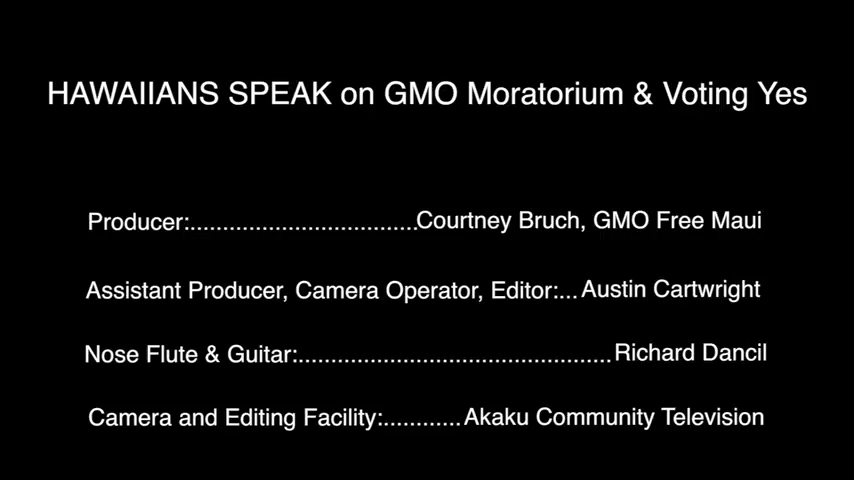 HAWAIIANS SPEAK on GMO Moratorium & Voting Yes
Producer:...................................Courtney Bruch, GMO Free Maui
Assistant Producer, Camera Operator, Editor:...Austin Cartwright
Nose Flute & Guitar:................................................Richard Dancil
Camera and Editing Facility:............Akaku Community Television